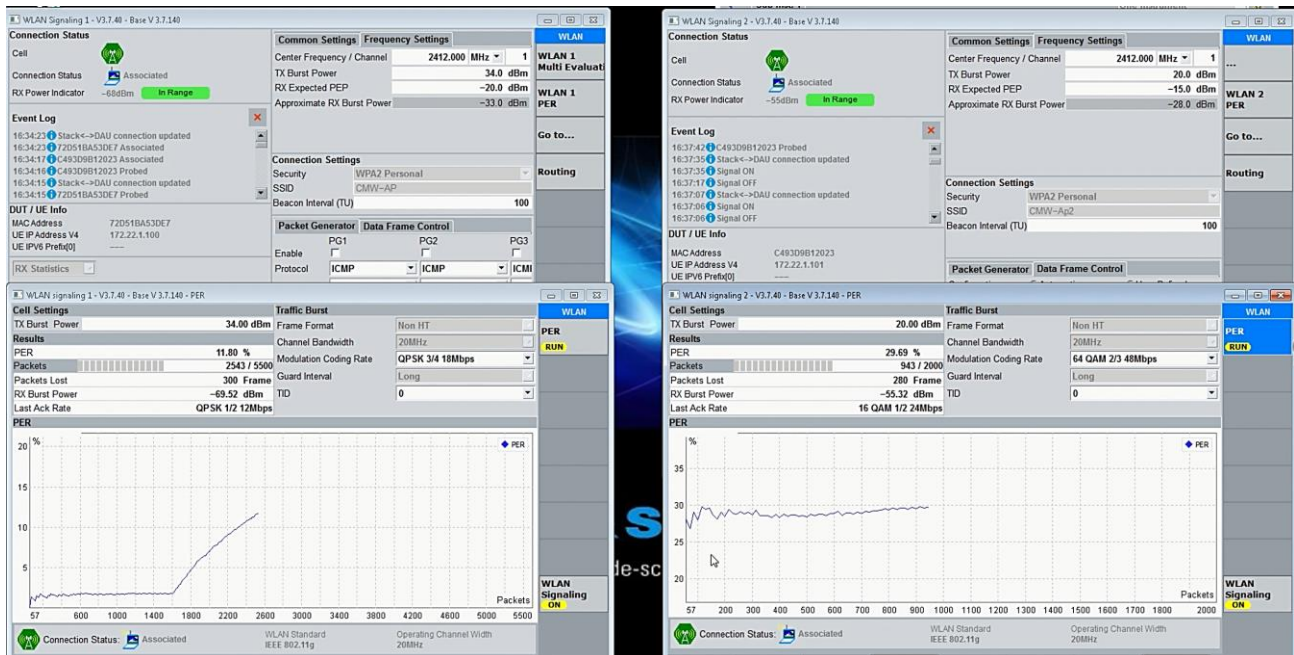 WLAN Signaling 1 - V3.7.40 - Base V 3.7.140
Connection Status
Cell
Connection Status Associated
RX Power Indicator -68dBm In Range
Event Log
16:34:23 Stack<->DAU connection updated
16:34:23 72D51BA53DE7 Associated
16:34:17 C493D9B12023 Associated
16:34:16 C493D9B12023 Probed
16:34:15 Stack<->DAU connection updated
16:34:15 72D51BA53DE7 Probed
DUT / UE Info
MAC Address 72D51BA53DE7
UE IP Address V4 172.22.1.100
UE IPV6 Prefix[0] ---
RX Statistics
Common Settings Frequency Settings
Center Frequency / Channel 2412.000 MHz 1
TX Burst Power 34.0 dBm
RX Expected PEP -20.0 dBm
Approximate RX Burst Power -33.0 dBm
Connection Settings
Security WPA2 Personal
SSID CMW-AP
Beacon Interval (TU) 100
Packet Generator Data Frame Control
PG1 PG2 PG3
Enable
Protocol ICMP ICMP ICMI
WLAN
WLAN 1
Multi Evaluati
WLAN 1
PER
Go to...
Routing
WLAN Signaling 2 - V3.7.40 - Base V 3.7.140
Connection Status
Cell
Connection Status Associated
RX Power Indicator -55dBm In Range
Event Log
16:37:42 C493D9B12023 Probed
16:37:35 Stack<->DAU connection updated
16:37:35 Signal ON
16:37:17 Signal OFF
16:37:07 Stack<->DAU connection updated
16:37:06 Signal ON
16:37:06 Signal OFF
DUT / UE Info
MAC Address C493D9B12023
UE IP Address V4 172.22.1.101
UE IPV6 Prefix[0] ---
Common Settings Frequency Settings
Center Frequency / Channel 2412.000 MHz 1
TX Burst Power 20.0 dBm
RX Expected PEP -15.0 dBm
Approximate RX Burst Power -28.0 dBm
Connection Settings
Security WPA2 Personal
SSID CMW-Ap2
Beacon Interval (TU) 100
Packet Generator Data Frame Control
WLAN
...
WLAN 2
PER
Go to...
Routing
WLAN signaling 1 - V3.7.40 - Base V 3.7.140 - PER
Cell Settings
TX Burst Power 34.00 dBm
Results
PER 11.80 %
Packets 2543 / 5500
Packets Lost 300 Frame
RX Burst Power -69.52 dBm
Last Ack Rate QPSK 1/2 12Mbps
Traffic Burst
Frame Format Non HT
Channel Bandwidth 20MHz
Modulation Coding Rate QPSK 3/4 18Mbps
Guard Interval Long
TID 0
PER
%
PER
20
15
10
5
Packets
57 600 1000 1400 1800 2200 2600 3000 3400 3800 4200 4600 5000 5500
Connection Status: Associated
WLAN Standard
IEEE 802.11g
Operating Channel Width
20MHz
WLAN
PER
RUN
WLAN
Signaling
ON
S
de-sc
WLAN signaling 2 - V3.7.40 - Base V 3.7.140 - PER
Cell Settings
TX Burst Power 20.00 dBm
Results
PER 29.69 %
Packets 943 / 2000
Packets Lost 280 Frame
RX Burst Power -55.32 dBm
Last Ack Rate 16 QAM 1/2 24Mbps
Traffic Burst
Frame Format Non HT
Channel Bandwidth 20MHz
Modulation Coding Rate 64 QAM 2/3 48Mbps
Guard Interval Long
TID 0
PER
%
PER
35
30
25
20
Packets
57 200 300 400 500 600 700 800 900 1000 1100 1200 1300 1400 1500 1600 1700 1800 2000
Connection Status: Associated
WLAN Standard
IEEE 802.11g
Operating Channel Width
20MHz
WLAN
PER
RUN
WLAN
Signaling
ON